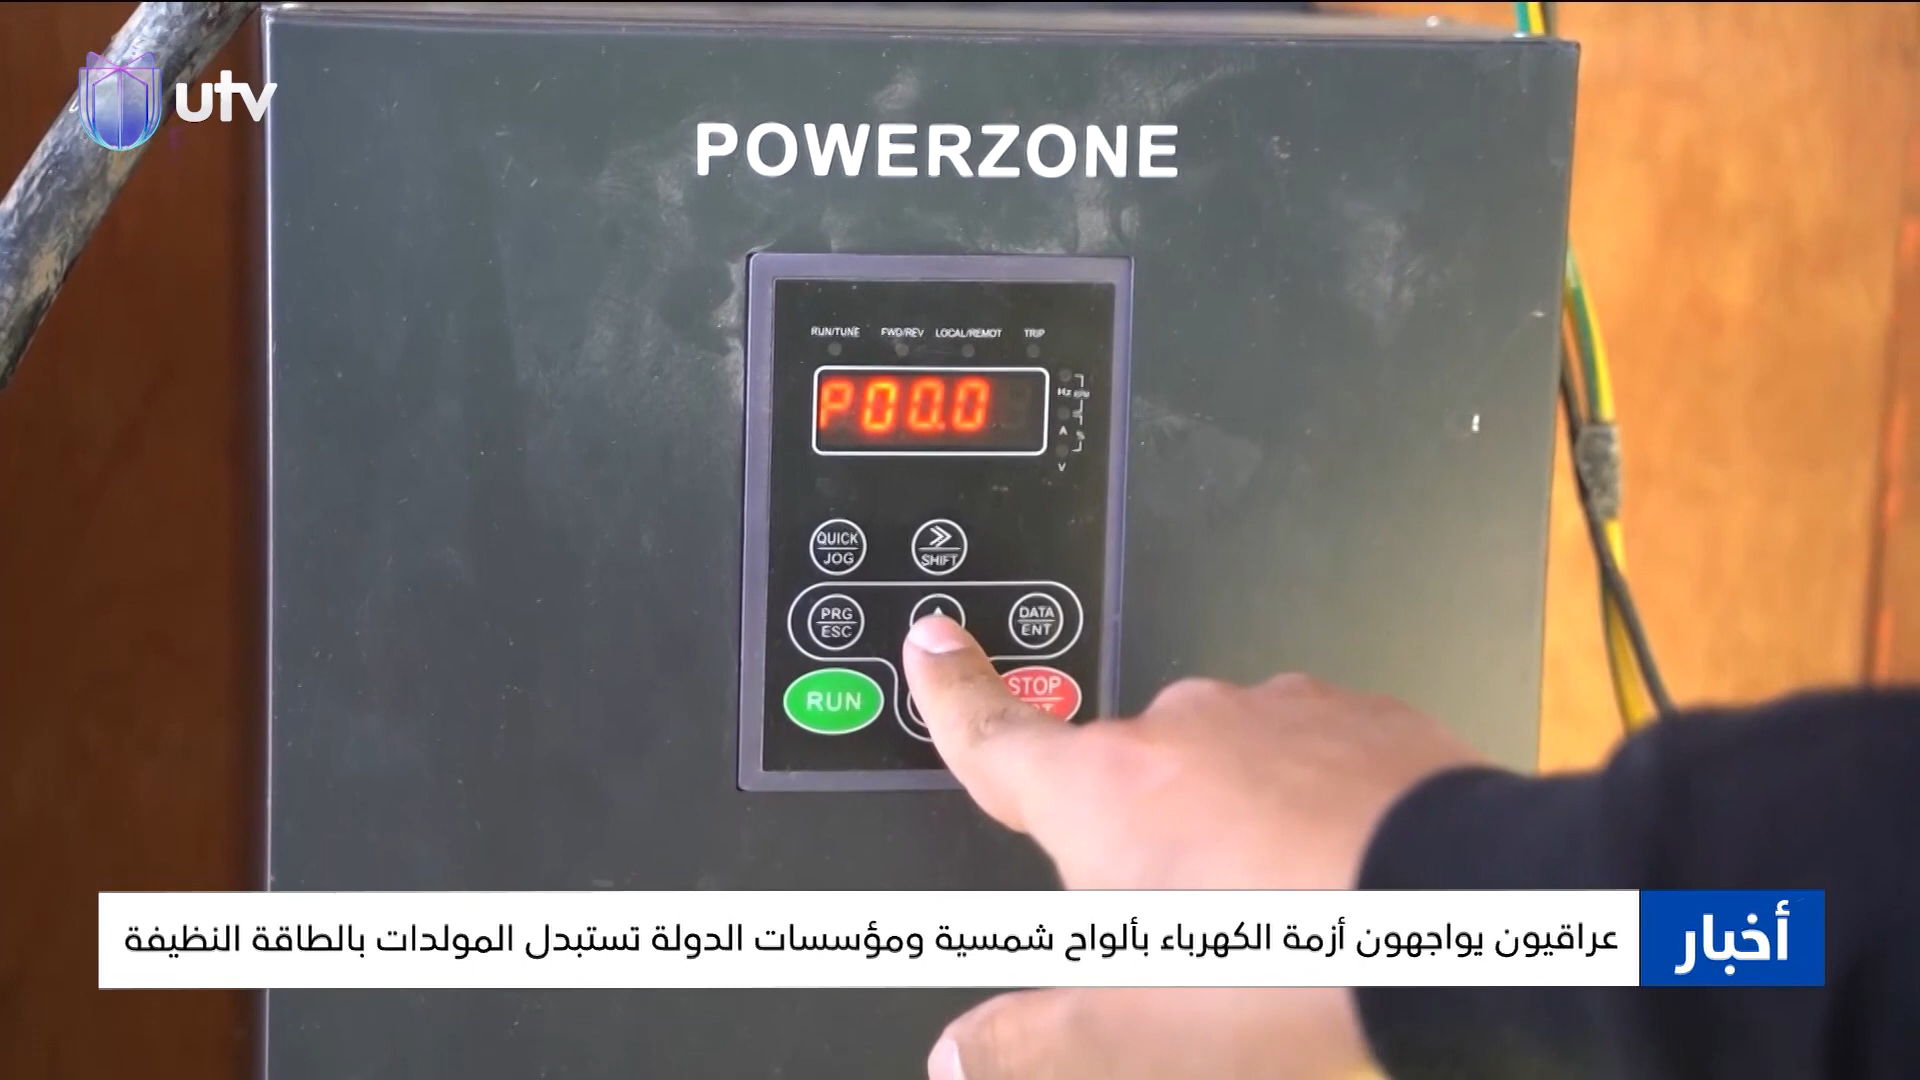 utv
POWERZONE
RUN/TUNE FWD/REV LOCAL/REMOT TRIP
P00.0
Hz
A %
V
QUICK
JOG
SHIFT
PRG
ESC
DATA
ENT
RUN
STOP
أخبار
عراقيون يواجهون أزمة الكهرباء بألواح شمسية ومؤسسات الدولة تستبدل المولدات بالطاقة النظيفة